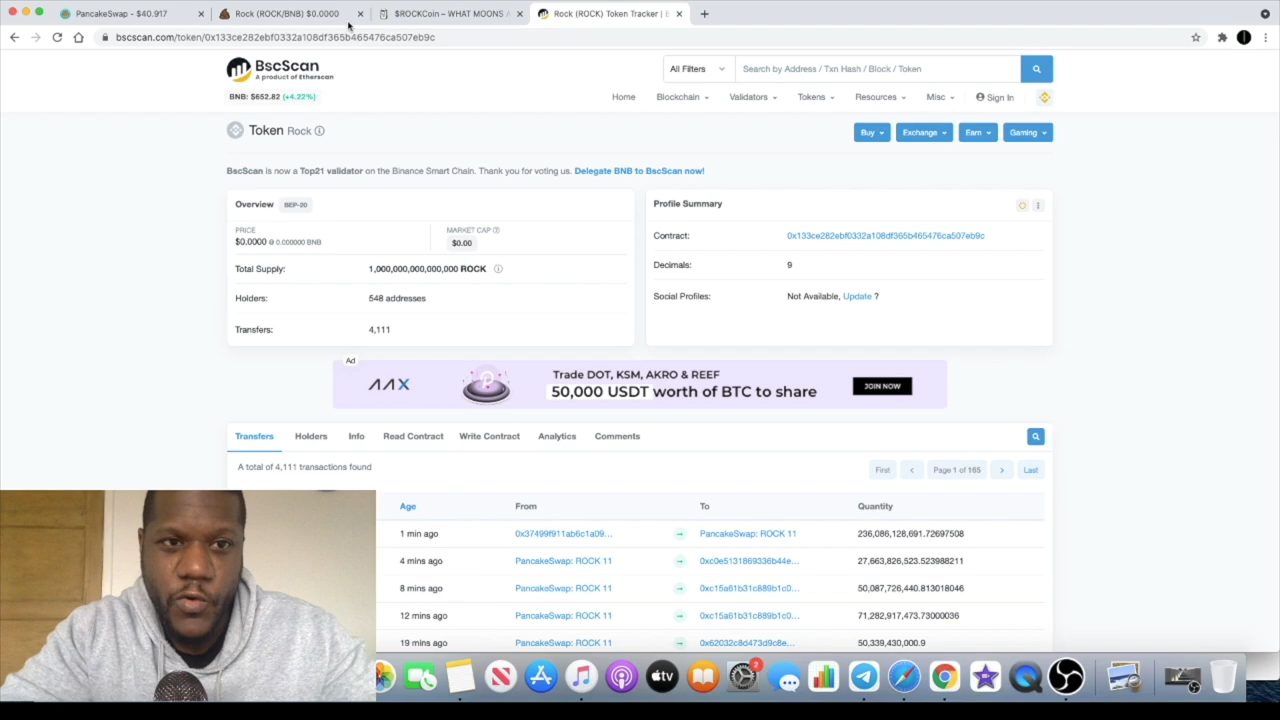 PancakeSwap - $40.917
Rock (ROCK/BNB) $0.0000
$ROCKCoin – WHAT MOONS
Rock (ROCK) Token Tracker | B
bscscan.com/token/0x133ce282ebf0332a108df365b465476ca507eb9c
BscScan
A product of Etherscan
All Filters
Search by Address / Txn Hash / Block / Token
BNB: $652.82 (+4.22%)
Home Blockchain Validators Tokens Resources Misc Sign In
Token Rock
Buy Exchange Earn Gaming
BscScan is now a Top21 validator on the Binance Smart Chain. Thank you for voting us. Delegate BNB to BscScan now!
Overview BEP-20
PRICE
$0.0000 @ 0.000000 BNB
MARKET CAP
$0.00
Total Supply: 1,000,000,000,000,000 ROCK
Holders: 548 addresses
Transfers: 4,111
Profile Summary
Contract: 0x133ce282ebf0332a108df365b465476ca507eb9c
Decimals: 9
Social Profiles: Not Available, Update ?
Ad
AAX
Trade DOT, KSM, AKRO & REEF
50,000 USDT worth of BTC to share
JOIN NOW
Transfers Holders Info Read Contract Write Contract Analytics Comments
A total of 4,111 transactions found
First Page 1 of 165 Last
Age From To Quantity
1 min ago 0x37499f911ab6c1a09... PancakeSwap: ROCK 11 236,086,128,691.72697508
4 mins ago PancakeSwap: ROCK 11 0xc0e5131869336b44e... 27,663,826,523.523988211
8 mins ago PancakeSwap: ROCK 11 0xc15a61b31c889b1c0... 50,087,726,440.813018046
12 mins ago PancakeSwap: ROCK 11 0xc15a61b31c889b1c0... 71,282,917,473.73000036
19 mins ago PancakeSwap: ROCK 11 0x62032c8d473d9c8e... 50,339,430,000.9
tv
2